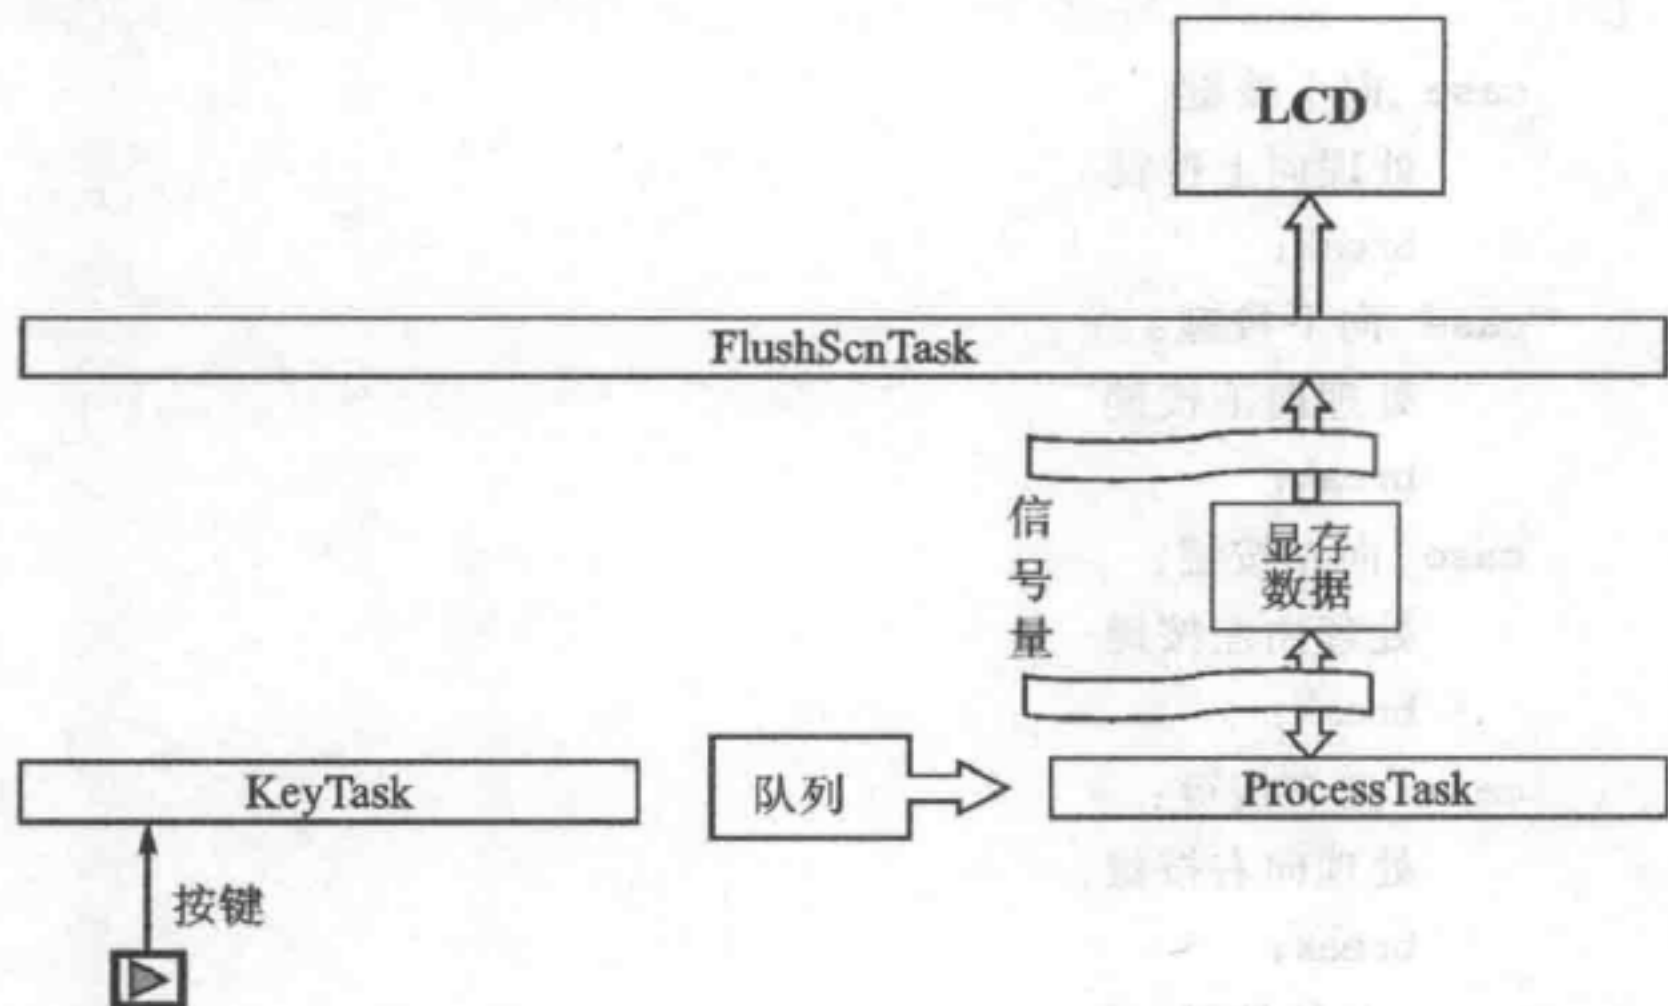 LCD
FlushScnTask
信
号
量
显存
数据
KeyTask
队列
ProcessTask
按键